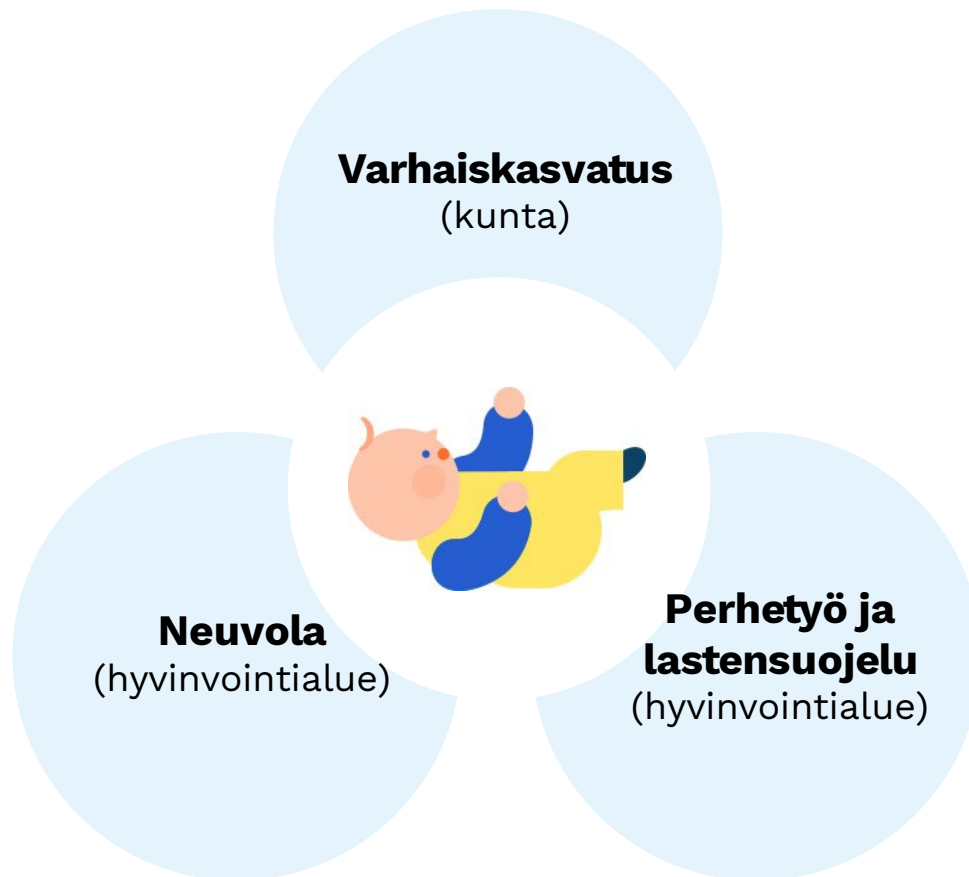 Varhaiskasvatus
(kunta)
Neuvola
(hyvinvointialue)
Perhetyö ja
lastensuojelu
(hyvinvointialue)